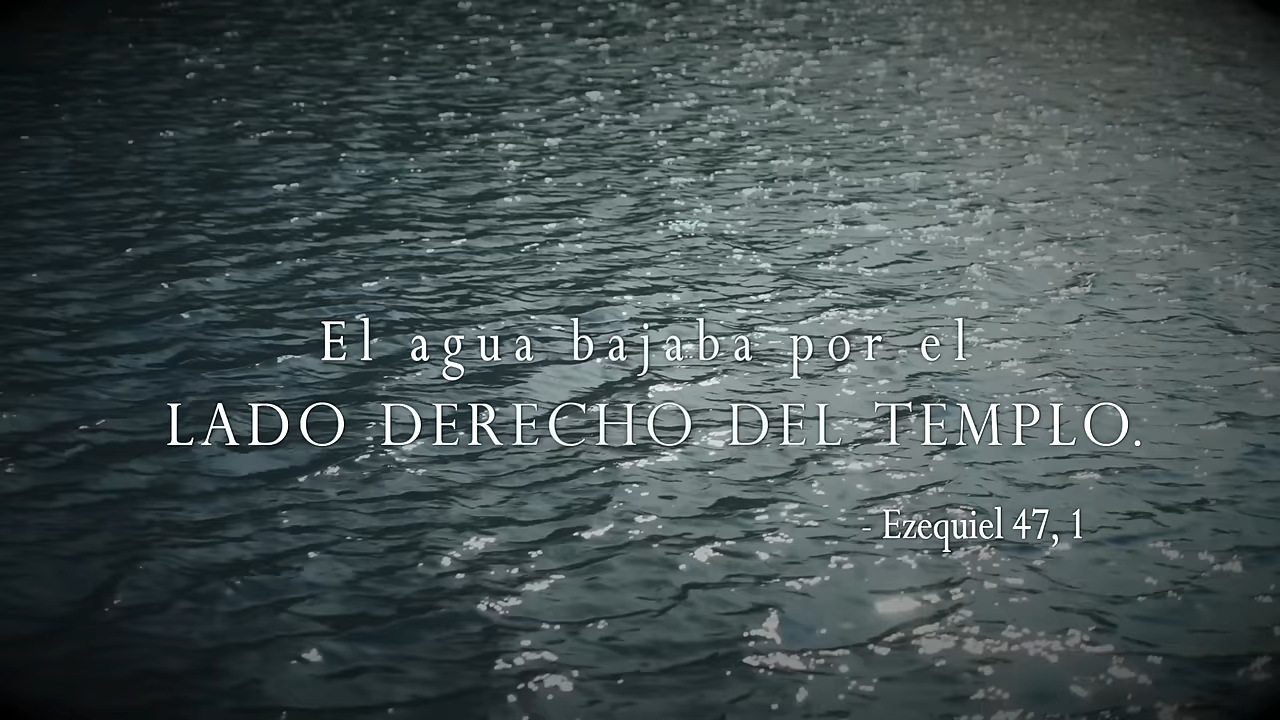 El agua bajaba por el
LADO DERECHO DEL TEMPLO.
- Ezequiel 47, 1